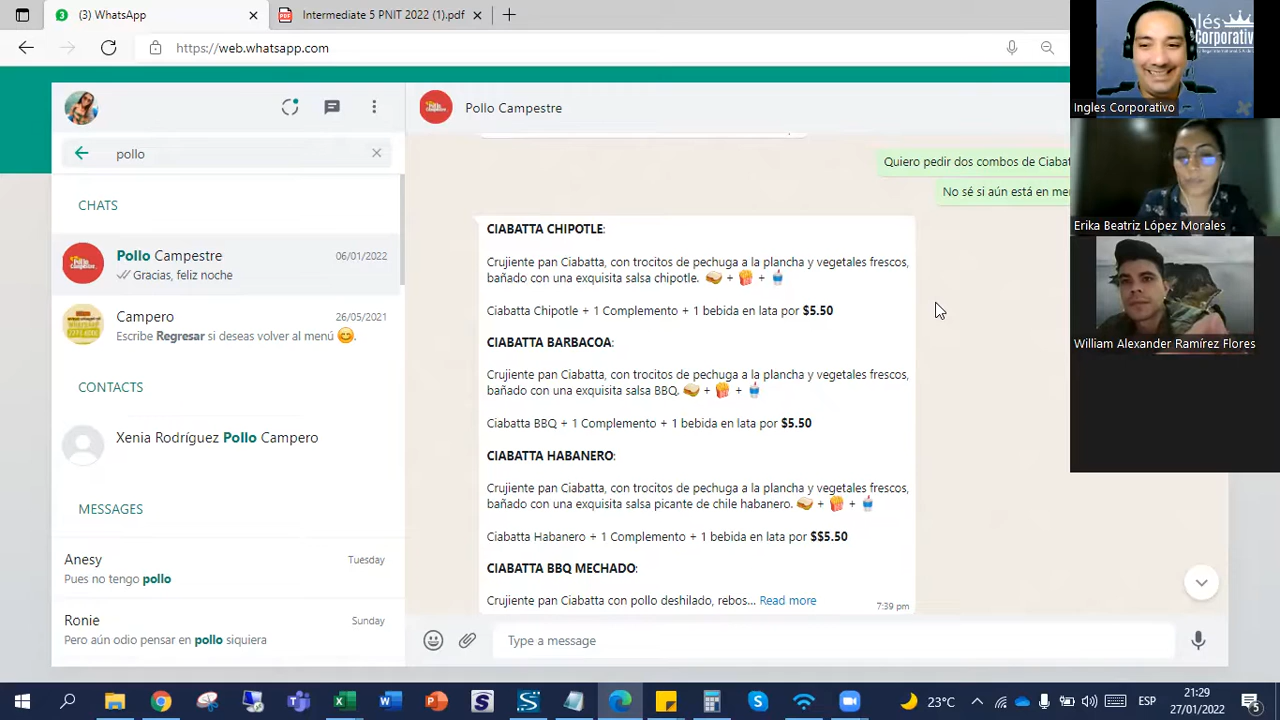 (3) WhatsApp
Intermediate 5 PNIT 2022 (1).pdf
https://web.whatsapp.com
Pollo Campestre
pollo
CHATS
Pollo Campestre
06/01/2022
Gracias, feliz noche
Campero
26/05/2021
Escribe Regresar si deseas volver al menú 😊.
CONTACTS
Xenia Rodríguez Pollo Campero
MESSAGES
Anesy
Tuesday
Pues no tengo pollo
Ronie
Sunday
Pero aún odio pensar en pollo siquiera
Quiero pedir dos combos de Ciabat
No sé si aún está en me
CIABATTA CHIPOTLE:
Crujiente pan Ciabatta, con trocitos de pechuga a la plancha y vegetales frescos,
bañado con una exquisita salsa chipotle. 🥪 + 🍟 + 🥤
Ciabatta Chipotle + 1 Complemento + 1 bebida en lata por $5.50
CIABATTA BARBACOA:
Crujiente pan Ciabatta, con trocitos de pechuga a la plancha y vegetales frescos,
bañado con una exquisita salsa BBQ. 🥪 + 🍟 + 🥤
Ciabatta BBQ + 1 Complemento + 1 bebida en lata por $5.50
CIABATTA HABANERO:
Crujiente pan Ciabatta, con trocitos de pechuga a la plancha y vegetales frescos,
bañado con una exquisita salsa picante de chile habanero. 🥪 + 🍟 + 🥤
Ciabatta Habanero + 1 Complemento + 1 bebida en lata por $$5.50
CIABATTA BBQ MECHADO:
Crujiente pan Ciabatta con pollo deshilado, rebos... Read more
7:39 pm
Type a message
Inglés
Corporativo
Ingles Corporativo
Erika Beatriz López Morales
William Alexander Ramírez Flores
23°C
ESP
21:29
27/01/2022
5